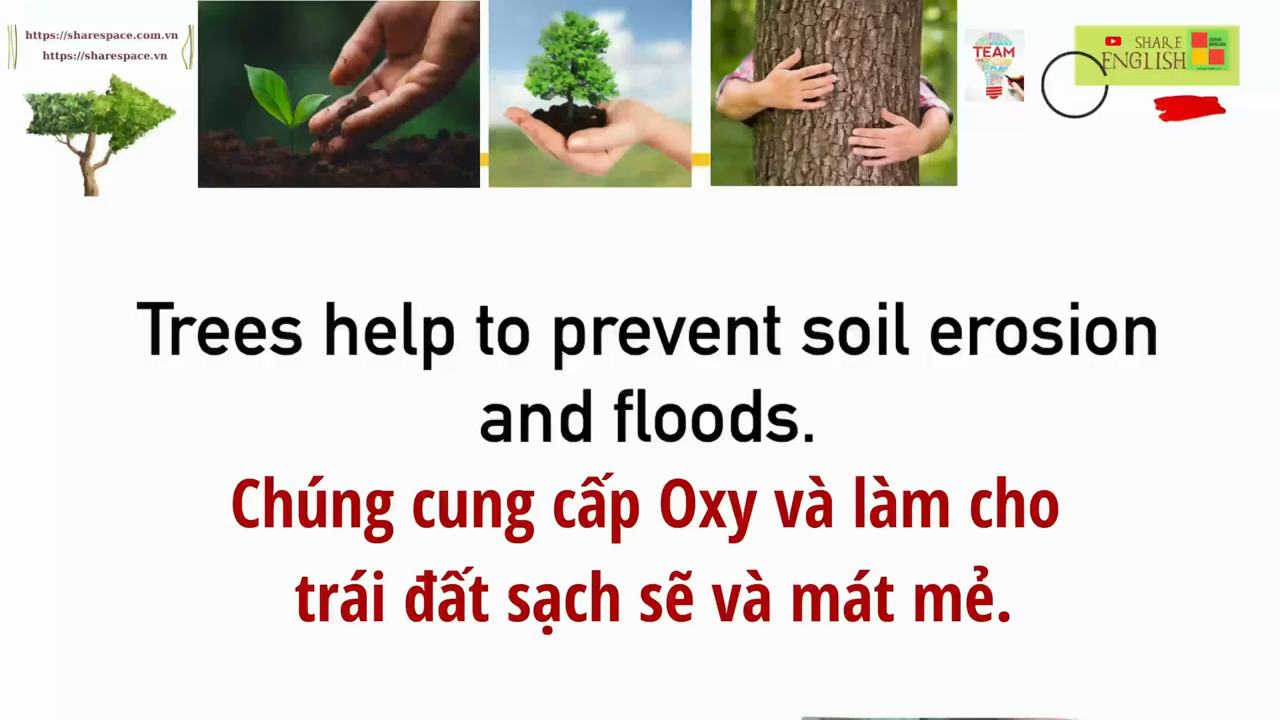 https://sharespace.com.vn
https://sharespace.vn
TEAM
PLAN
SHARE
ENGLISH
Trees help to prevent soil erosion
and floods.
Chúng cung cấp Oxy và làm cho
trái đất sạch sẽ và mát mẻ.